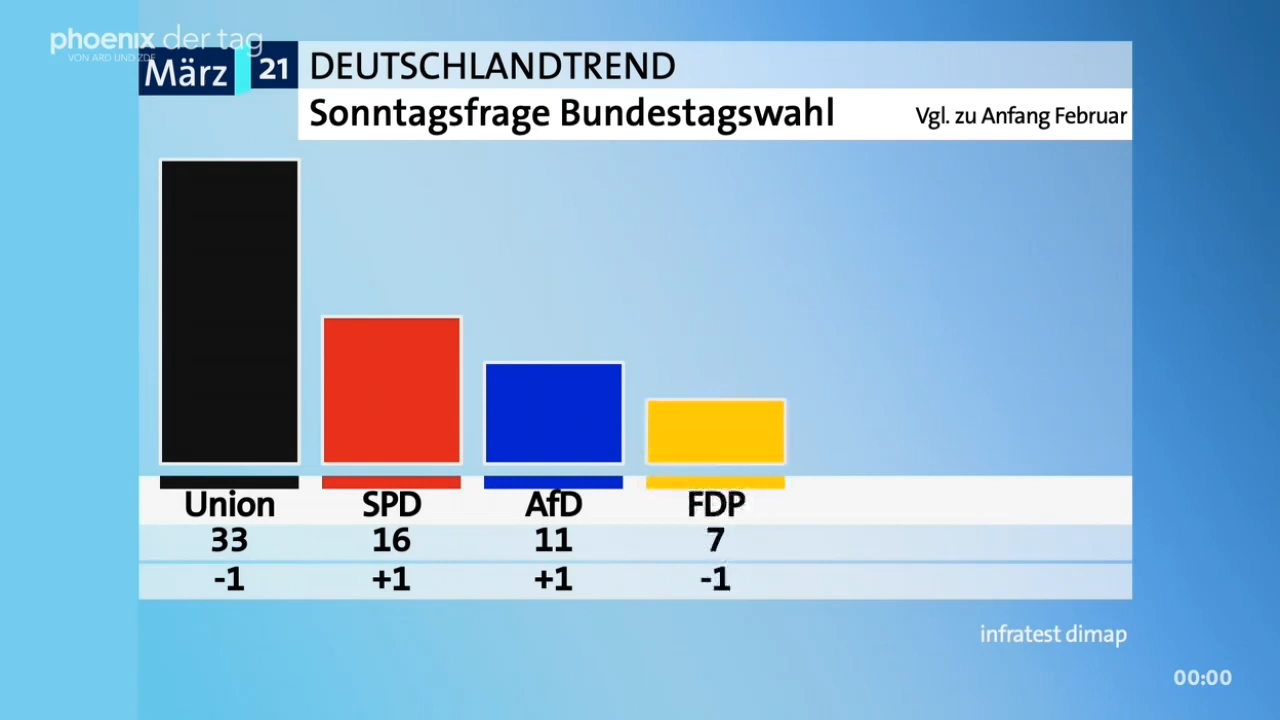 phoenix der tag
VON ARD UND ZDF
März 21
DEUTSCHLANDTREND
Sonntagsfrage Bundestagswahl
Vgl. zu Anfang Februar
Union SPD AfD FDP
33 16 11 7
-1 +1 +1 -1
infratest dimap
00:00